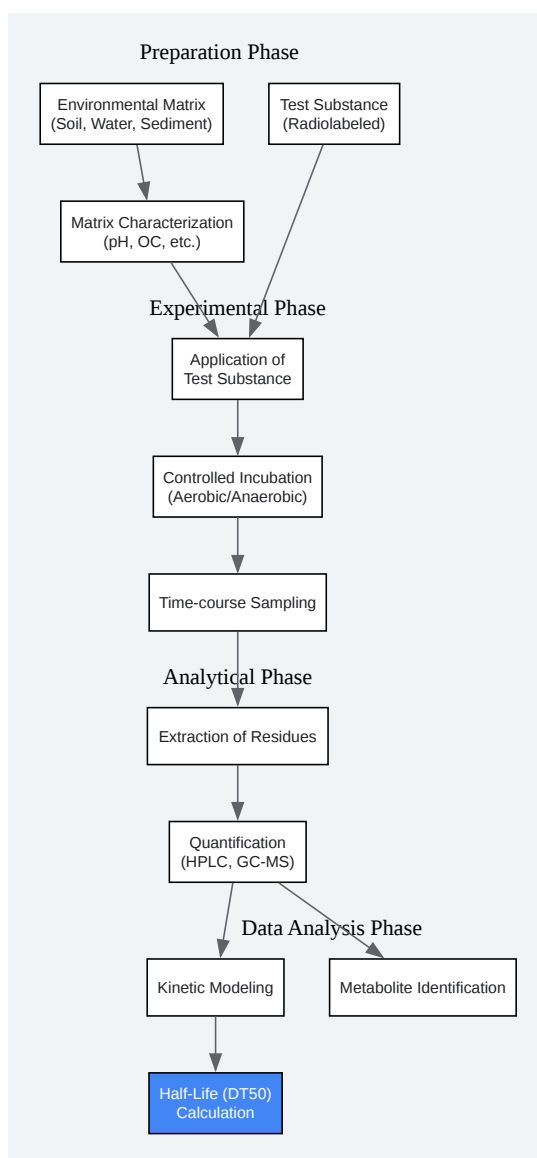 Preparation Phase
Environmental Matrix
(Soil, Water, Sediment)
Test Substance
(Radiolabeled)
Matrix Characterization
(pH, OC, etc.)
Experimental Phase
Application of
Test Substance
Controlled Incubation
(Aerobic/Anaerobic)
Time-course Sampling
Analytical Phase
Extraction of Residues
Quantification
(HPLC, GC-MS)
Data Analysis Phase
Kinetic Modeling
Metabolite Identification
Half-Life (DT50)
Calculation